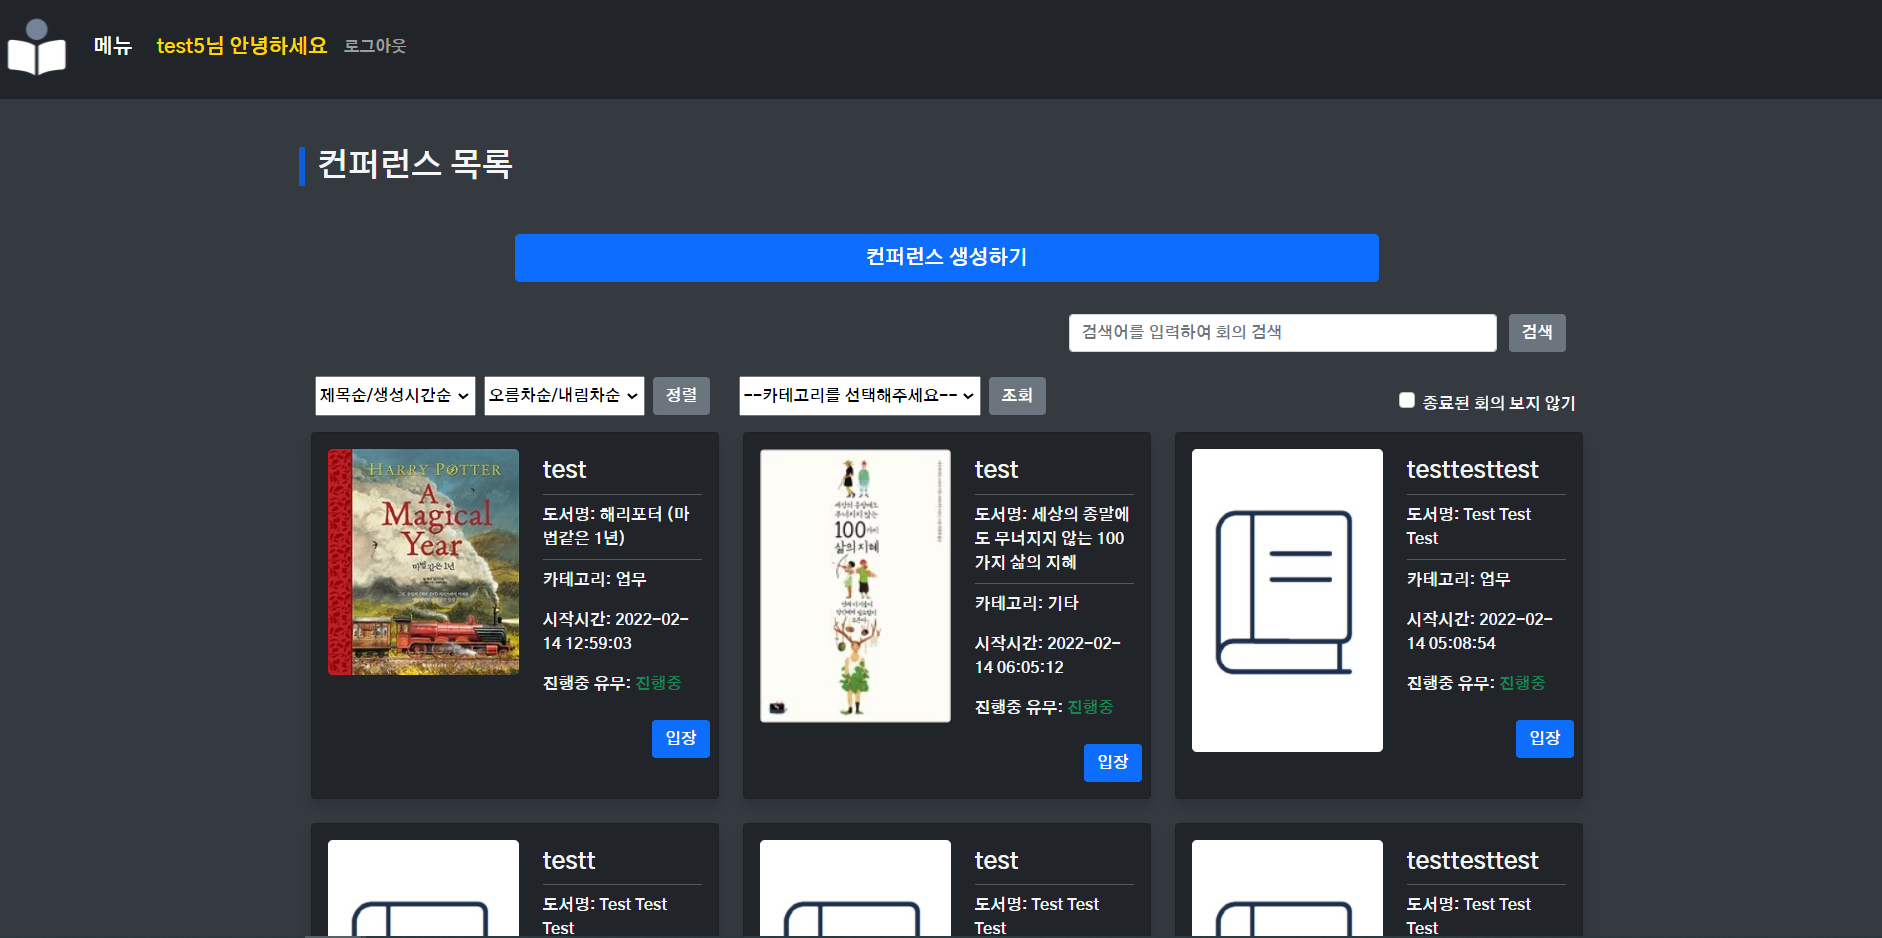 메뉴 test5님 안녕하세요 로그아웃
컨퍼런스 목록
컨퍼런스 생성하기
검색어를 입력하여 회의 검색 검색
제목순/생성시간순 오름차순/내림차순 정렬 --카테고리를 선택해주세요-- 조회 종료된 회의 보지 않기
HARRY POTTER
A
Magical
Year
마법 같은 1년
test
도서명: 해리포터 (마
법같은 1년)
카테고리: 업무
시작시간: 2022-02-
14 12:59:03
진행중 유무: 진행중
입장
세상의 종말에도
무너지지 않는
100가지
삶의 지혜
test
도서명: 세상의 종말에
도 무너지지 않는 100
가지 삶의 지혜
카테고리: 기타
시작시간: 2022-02-
14 06:05:12
진행중 유무: 진행중
입장
testtesttest
도서명: Test Test
Test
카테고리: 업무
시작시간: 2022-02-
14 05:08:54
진행중 유무: 진행중
입장
testt
도서명: Test Test
Test
test
도서명: Test Test
Test
testtesttest
도서명: Test Test
Test